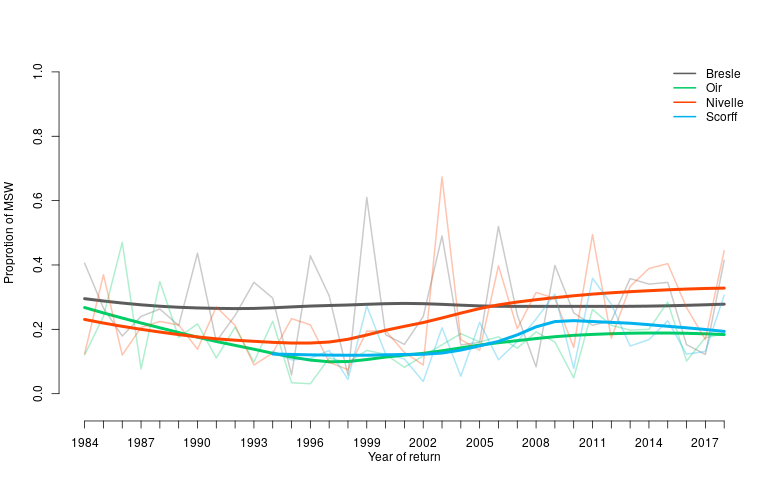 Bresle
Oir
Nivelle
Scorff
Proprotion of MSW
1.0
0.8
0.6
0.4
0.2
0.0
1984 1987 1990 1993 1996 1999 2002 2005 2008 2011 2014 2017
Year of return